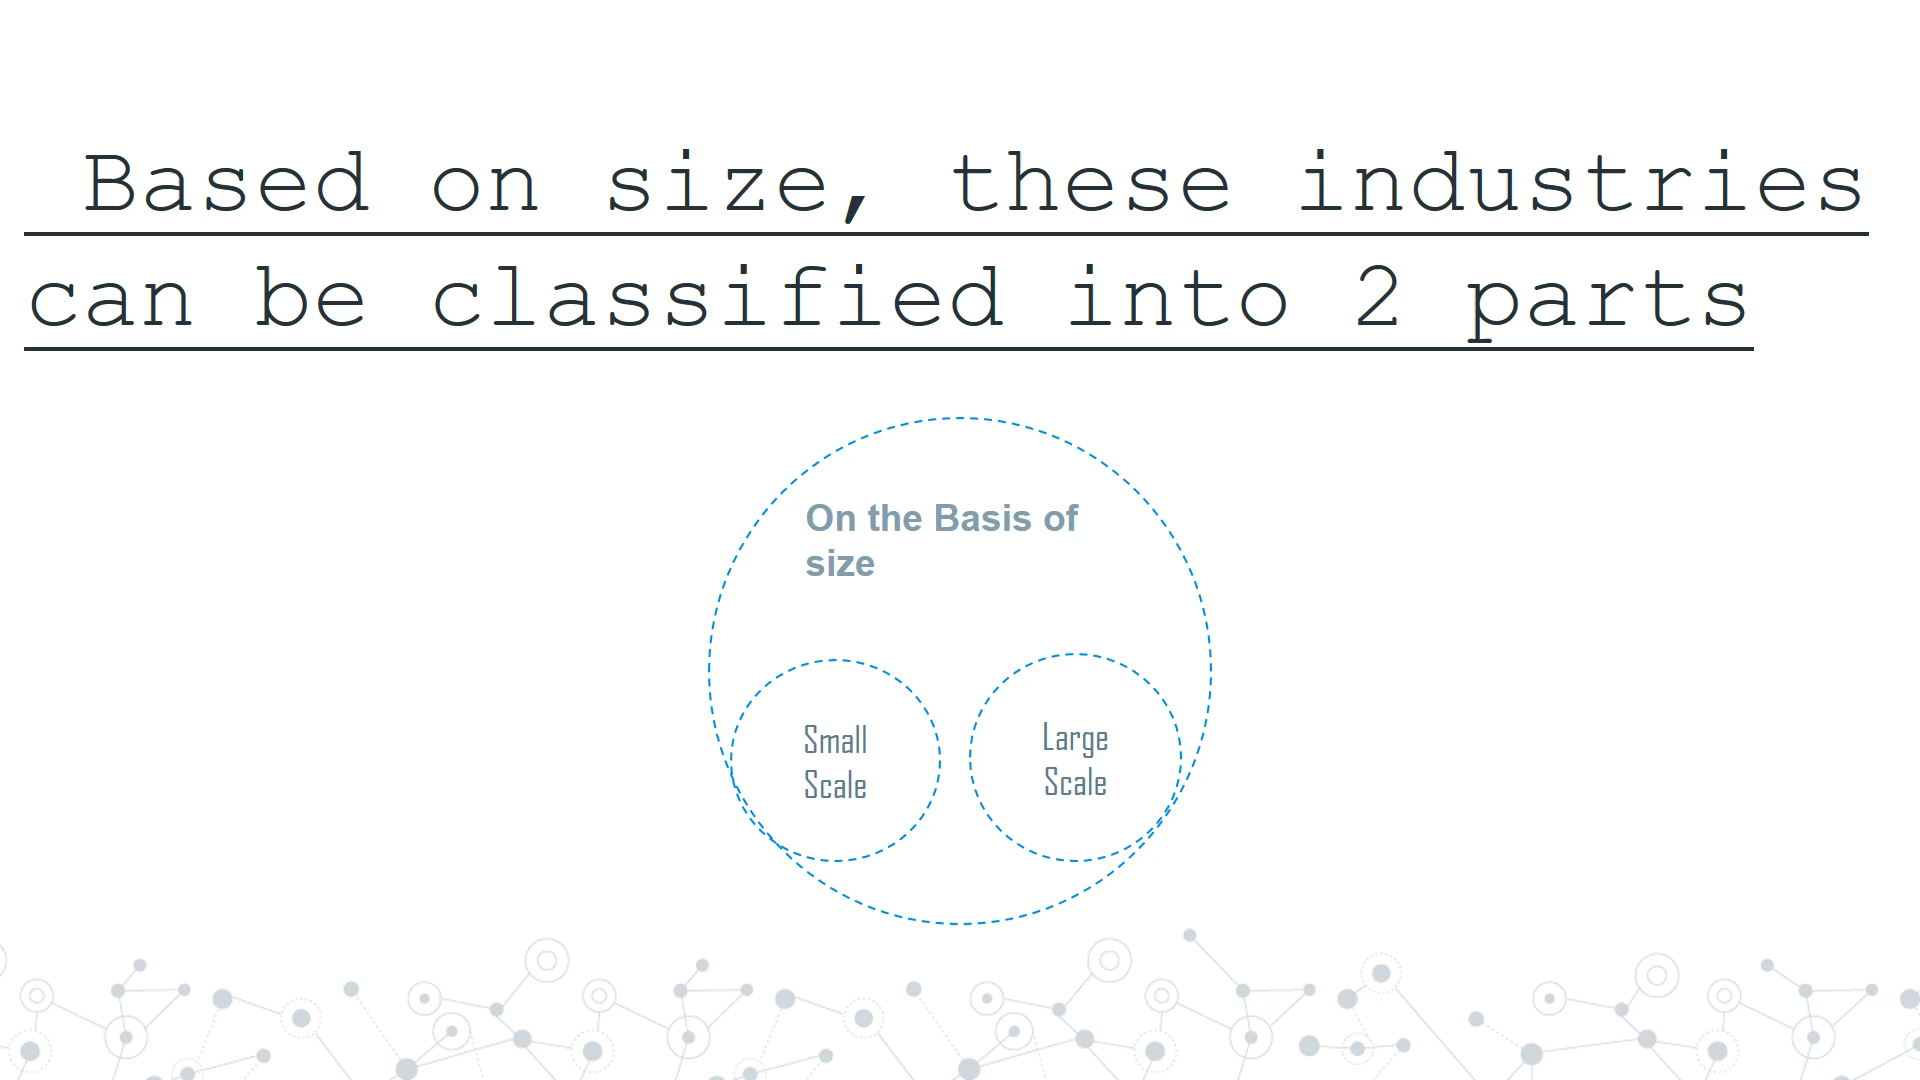 Based on size, these industries
can be classified into 2 parts
On the Basis of
size
Small
Scale
Large
Scale